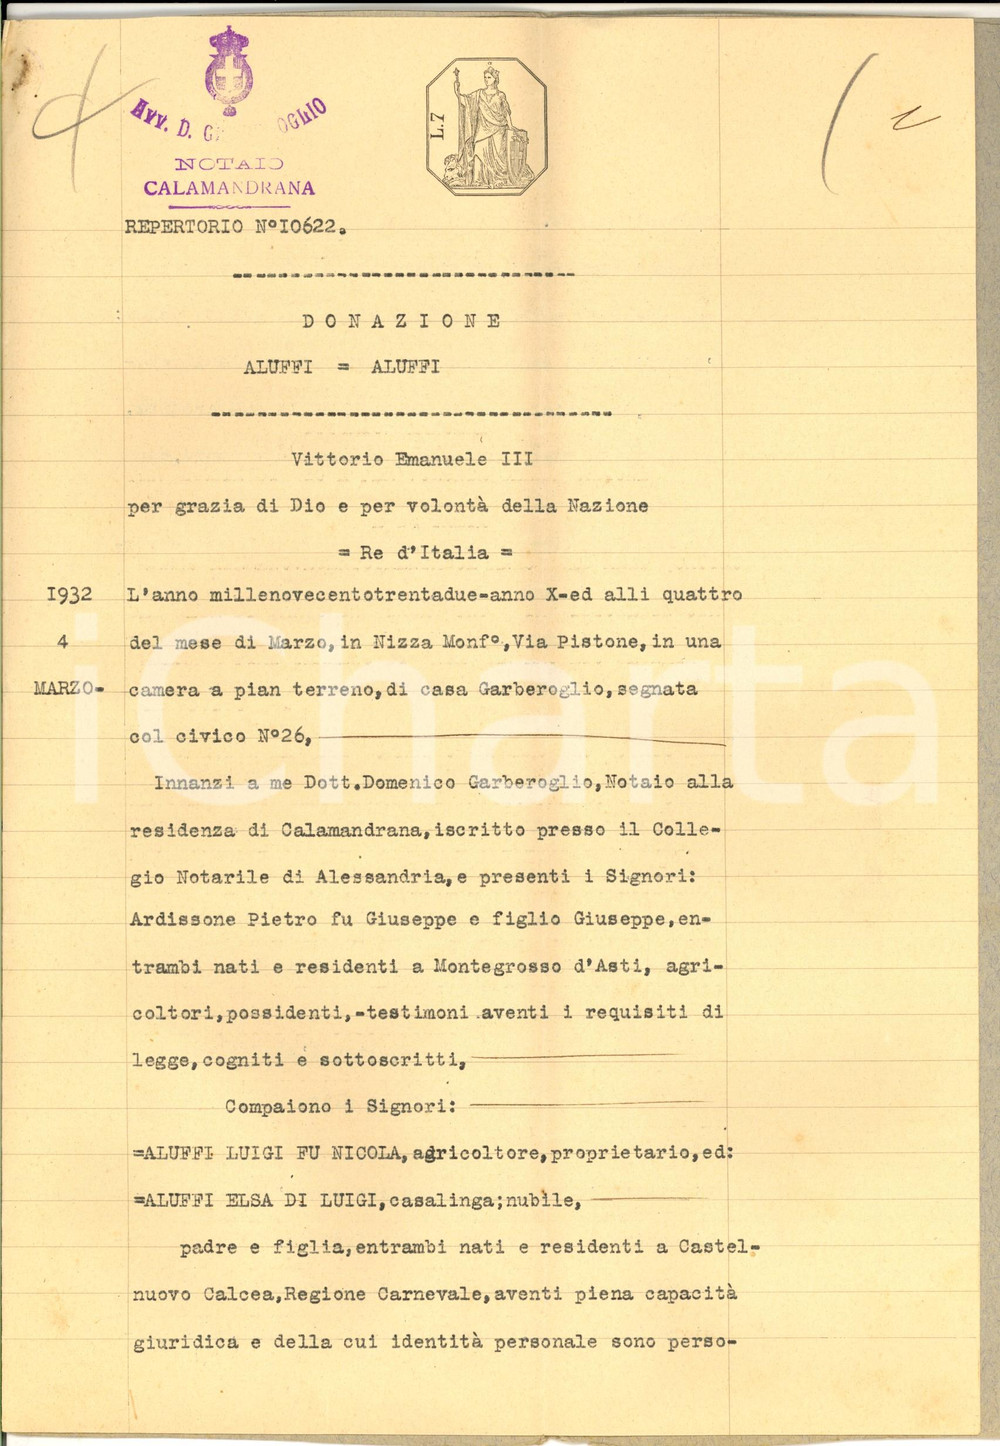 AVV. D. G OGLIO
NOTAIO
CALAMANDRANA
L.7
REPERTORIO N°I0622.
DONAZIONE
ALUFFI = ALUFFI
Vittorio Emanuele III
per grazia di Dio e per volontà della Nazione
= Re d'Italia =
1932 L'anno millenovecentotrentadue-anno X-ed alli quattro
4 del mese di Marzo, in Nizza Monf°, Via Pistone, in una
MARZO- camera a pian terreno, di casa Garberoglio, segnata
col civico N°26,
Innanzi a me Dott. Domenico Garberoglio, Notaio alla
residenza di Calamandrana, iscritto presso il Colle-
gio Notarile di Alessandria, e presenti i Signori:
Ardissone Pietro fu Giuseppe e figlio Giuseppe, en-
trambi nati e residenti a Montegrosso d'Asti, agri-
coltori, possidenti,-testimoni aventi i requisiti di
legge, cogniti e sottoscritti,
Compaiono i Signori:
=ALUFFI LUIGI FU NICOLA, agricoltore, proprietario, ed:
=ALUFFI ELSA DI LUIGI, casalinga; nubile,
padre e figlia, entrambi nati e residenti a Castel-
nuovo Calcea, Regione Carnevale, aventi piena capacità
giuridica e della cui identità personale sono perso-
iCharta